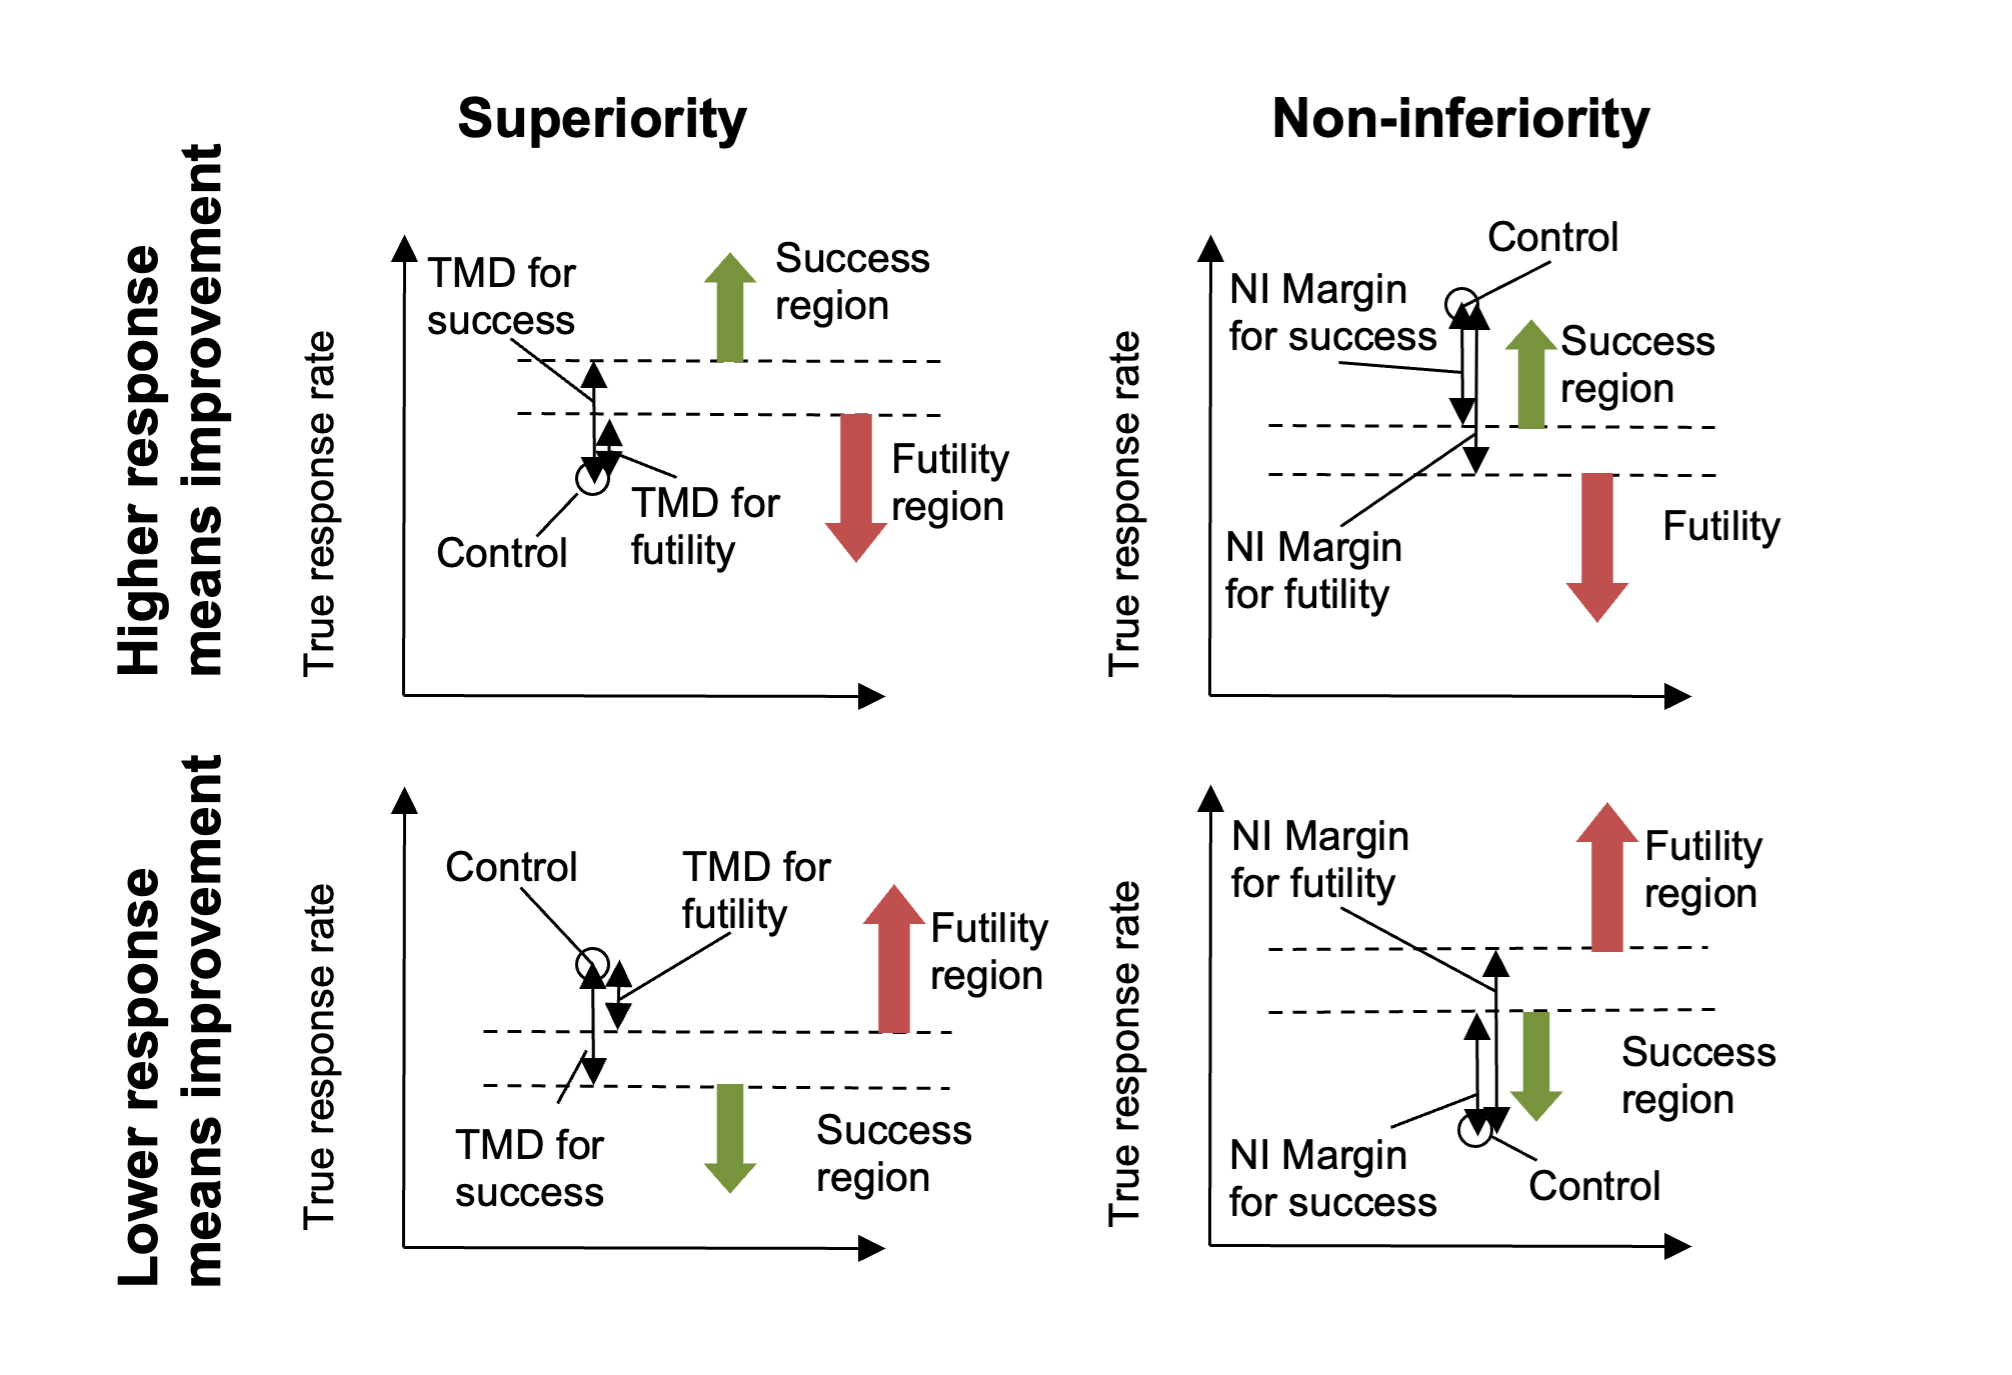 Superiority
Non-inferiority
Higher response
means improvement
True response rate
TMD for
success
Success
region
Futility
region
TMD for
futility
Control
True response rate
Control
NI Margin
for success
Success
region
NI Margin
for futility
Futility
Lower response
means improvement
True response rate
Control
TMD for
futility
Futility
region
TMD for
success
Success
region
True response rate
NI Margin
for futility
Futility
region
Success
region
NI Margin
for success
Control